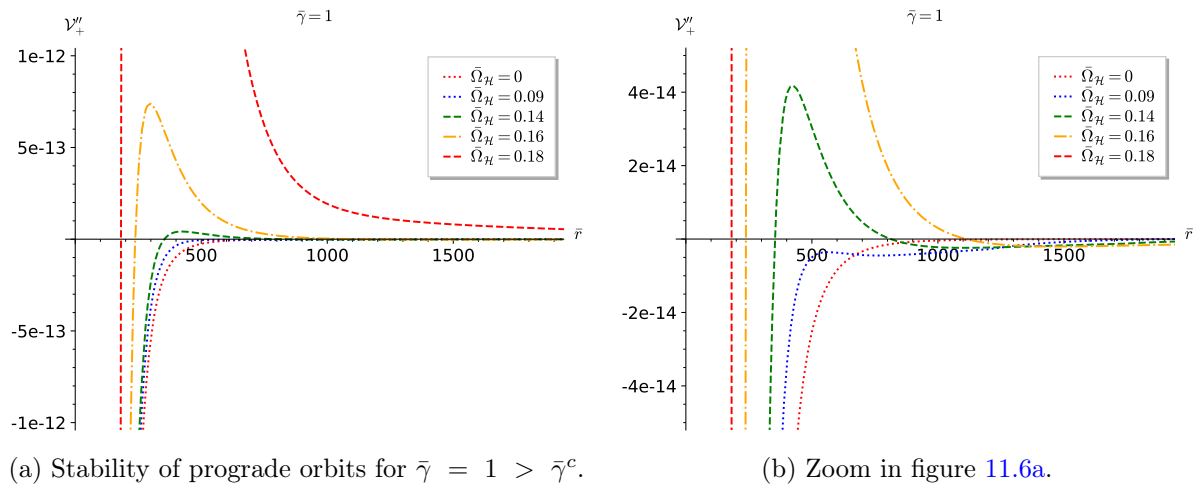 γ̄ = 1
𝒱″₊
1e-12
5e-13
-5e-13
-1e-12
500
1000
1500
r̄
Ω̄_ℋ = 0
Ω̄_ℋ = 0.09
Ω̄_ℋ = 0.14
Ω̄_ℋ = 0.16
Ω̄_ℋ = 0.18
(a) Stability of prograde orbits for γ̄ = 1 > γ̄ᶜ.
γ̄ = 1
𝒱″₊
4e-14
2e-14
-2e-14
-4e-14
500
1000
1500
r̄
Ω̄_ℋ = 0
Ω̄_ℋ = 0.09
Ω̄_ℋ = 0.14
Ω̄_ℋ = 0.16
Ω̄_ℋ = 0.18
(b) Zoom in figure 11.6a.